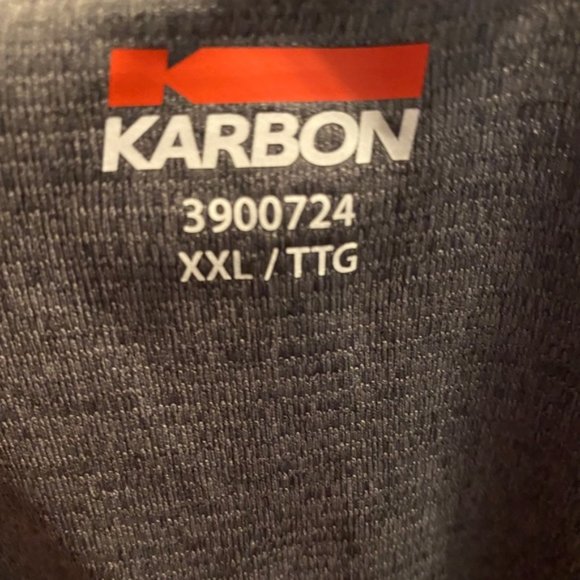 KARBON
3900724
XXL / TTG